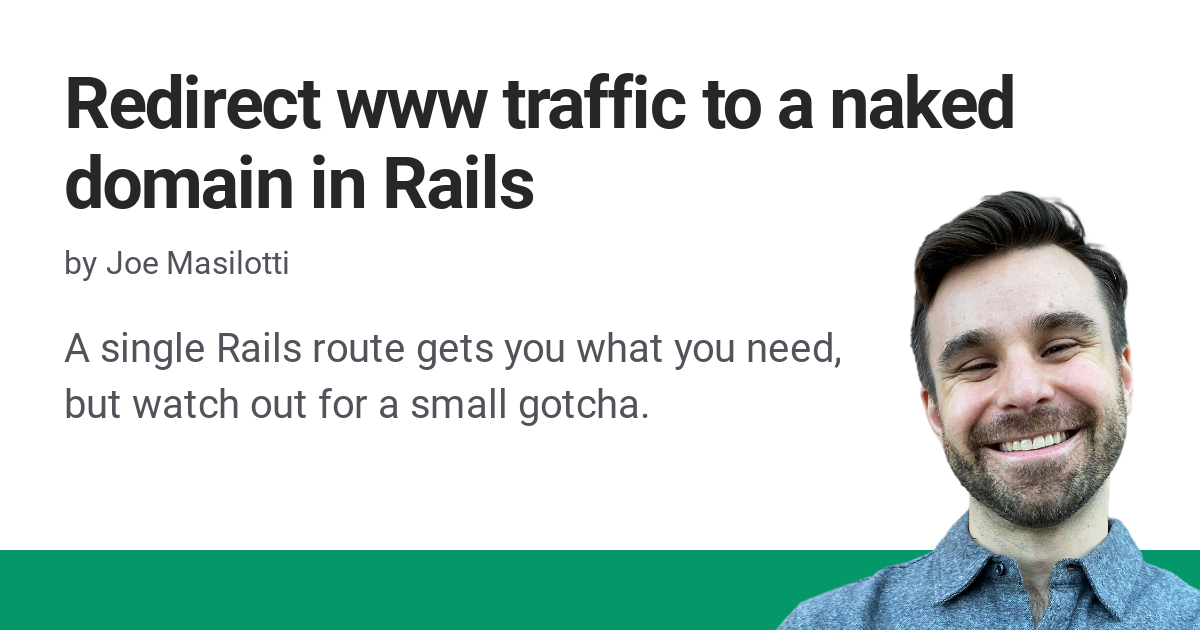 Redirect www traffic to a naked
domain in Rails
by Joe Masilotti
A single Rails route gets you what you need,
but watch out for a small gotcha.